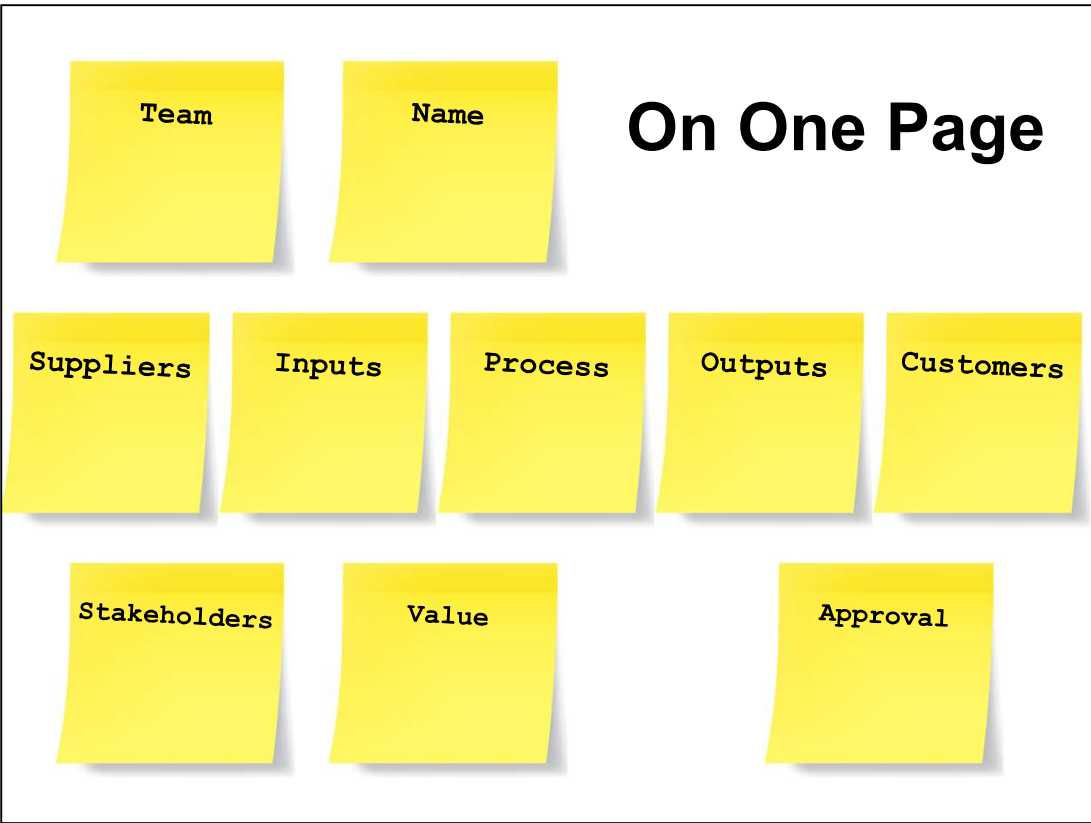 Team
Name
On One Page
Suppliers
Inputs
Process
Outputs
Customers
Stakeholders
Value
Approval